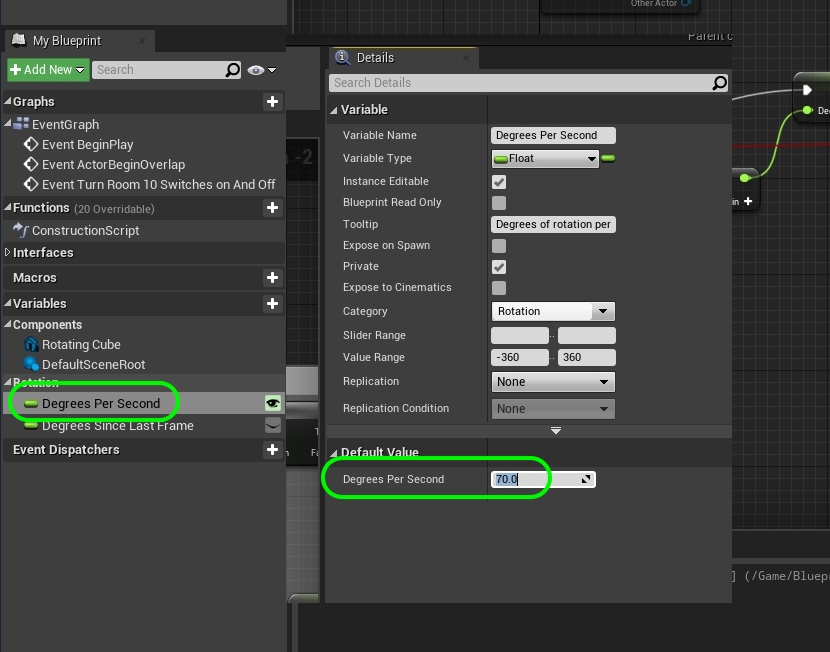 Other Actor
Parent
My Blueprint
Add New
Search
Graphs
EventGraph
Event BeginPlay
Event ActorBeginOverlap
Event Turn Room 10 Switches on And Off
Functions (20 Overridable)
ConstructionScript
Interfaces
Macros
Variables
Components
Rotating Cube
DefaultSceneRoot
Rotation
Degrees Per Second
Degrees Since Last Frame
Event Dispatchers
-2
Details
Search Details
Variable
Variable Name Degrees Per Second
Variable Type Float
Instance Editable
Blueprint Read Only
Tooltip Degrees of rotation per
Expose on Spawn
Private
Expose to Cinematics
Category Rotation
Slider Range ..
Value Range -360 .. 360
Replication None
Replication Condition None
Default Value
Degrees Per Second 70.0
De
in +
] (/Game/Bluepr